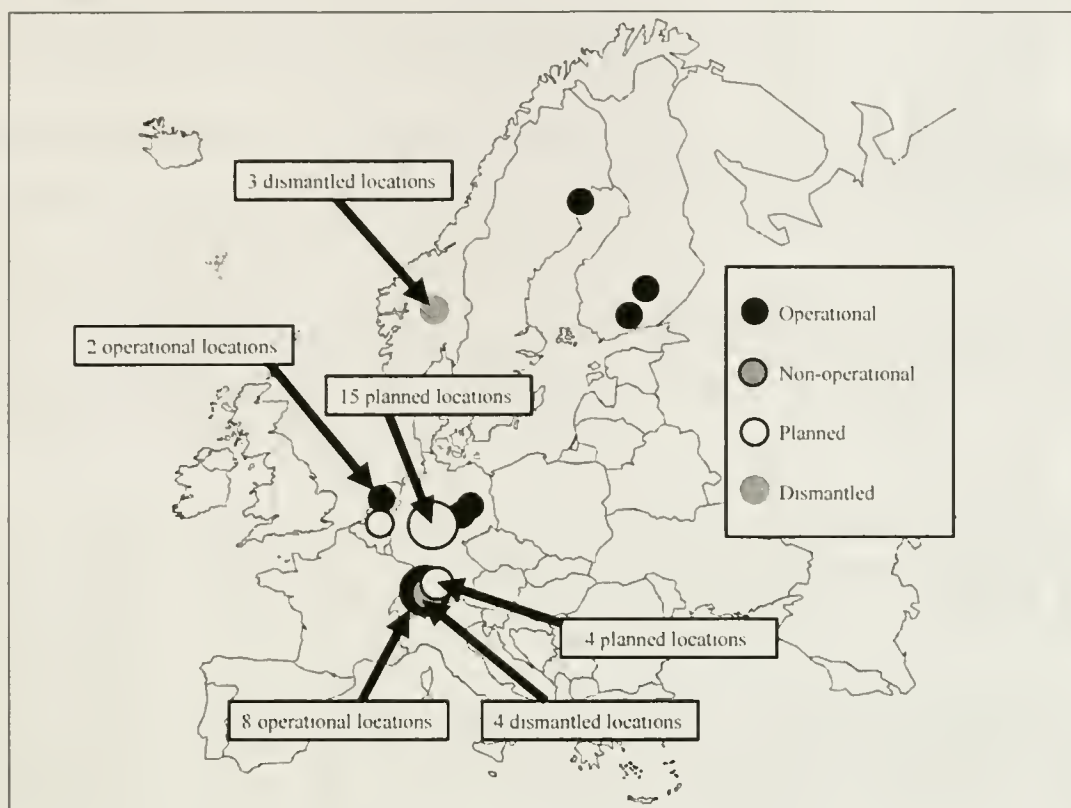 3 dismantled locations
2 operational locations
15 planned locations
Operational
Non-operational
Planned
Dismantled
4 planned locations
8 operational locations
4 dismantled locations